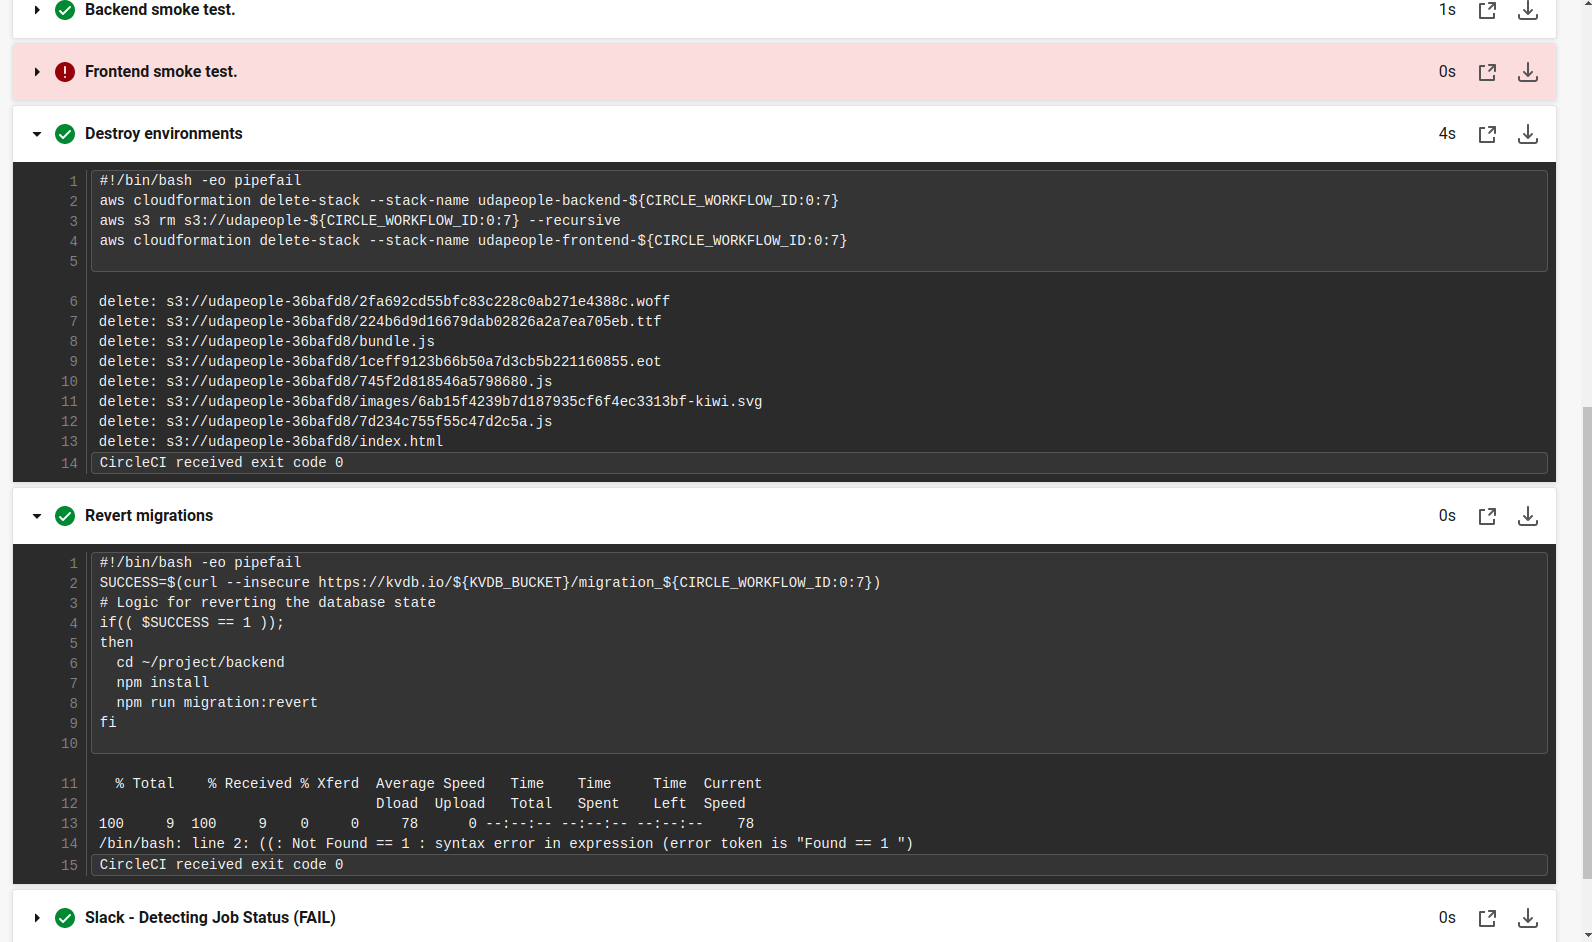 Backend smoke test. 1s
Frontend smoke test. 0s
Destroy environments 4s
1 #!/bin/bash -eo pipefail
2 aws cloudformation delete-stack --stack-name udapeople-backend-${CIRCLE_WORKFLOW_ID:0:7}
3 aws s3 rm s3://udapeople-${CIRCLE_WORKFLOW_ID:0:7} --recursive
4 aws cloudformation delete-stack --stack-name udapeople-frontend-${CIRCLE_WORKFLOW_ID:0:7}
5
6 delete: s3://udapeople-36bafd8/2fa692cd55bfc83c228c0ab271e4388c.woff
7 delete: s3://udapeople-36bafd8/224b6d9d16679dab02826a2a7ea705eb.ttf
8 delete: s3://udapeople-36bafd8/bundle.js
9 delete: s3://udapeople-36bafd8/1ceff9123b66b50a7d3cb5b221160855.eot
10 delete: s3://udapeople-36bafd8/745f2d818546a5798680.js
11 delete: s3://udapeople-36bafd8/images/6ab15f4239b7d187935cf6f4ec3313bf-kiwi.svg
12 delete: s3://udapeople-36bafd8/7d234c755f55c47d2c5a.js
13 delete: s3://udapeople-36bafd8/index.html
14 CircleCI received exit code 0
Revert migrations 0s
1 #!/bin/bash -eo pipefail
2 SUCCESS=$(curl --insecure https://kvdb.io/${KVDB_BUCKET}/migration_${CIRCLE_WORKFLOW_ID:0:7})
3 # Logic for reverting the database state
4 if(( $SUCCESS == 1 ));
5 then
6 cd ~/project/backend
7 npm install
8 npm run migration:revert
9 fi
10
11 % Total % Received % Xferd Average Speed Time Time Time Current
12 Dload Upload Total Spent Left Speed
13 100 9 100 9 0 0 78 0 --:--:-- --:--:-- --:--:-- 78
14 /bin/bash: line 2: ((: Not Found == 1 : syntax error in expression (error token is "Found == 1 ")
15 CircleCI received exit code 0
Slack - Detecting Job Status (FAIL) 0s